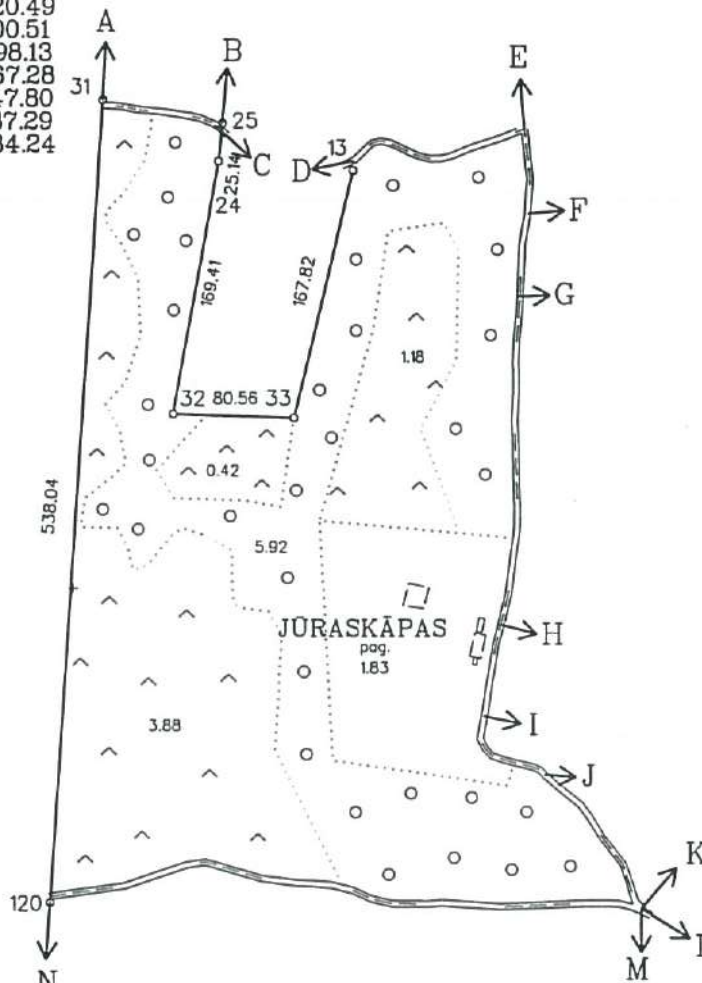 A
31
B
25
E
13
C
D
24
25.14
F
169.41
167.82
G
1.18
32 80.56 33
0.42
538.04
5.92
JŪRASKĀPAS
pag.
1.83
H
3.88
I
J
K
120
M
N